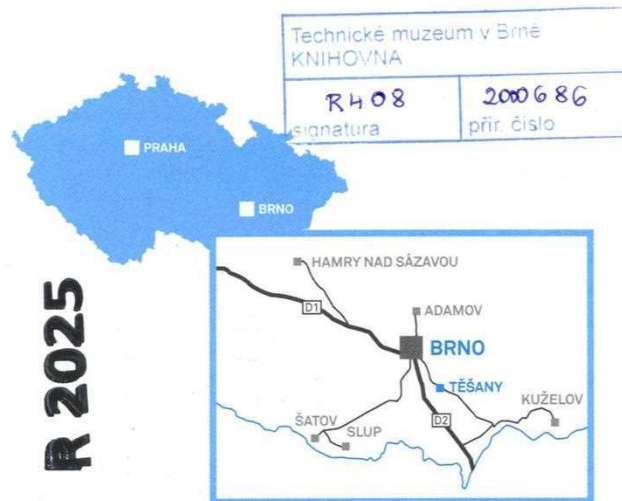 Technické muzeum v Brně
KNIHOVNA
R408
2000686
signatura
přír. číslo
PRAHA
BRNO
R 2025
HAMRY NAD SÁZAVOU
D1
ADAMOV
BRNO
TĚŠANY
KUŽELOV
ŠATOV
SLUP
D2